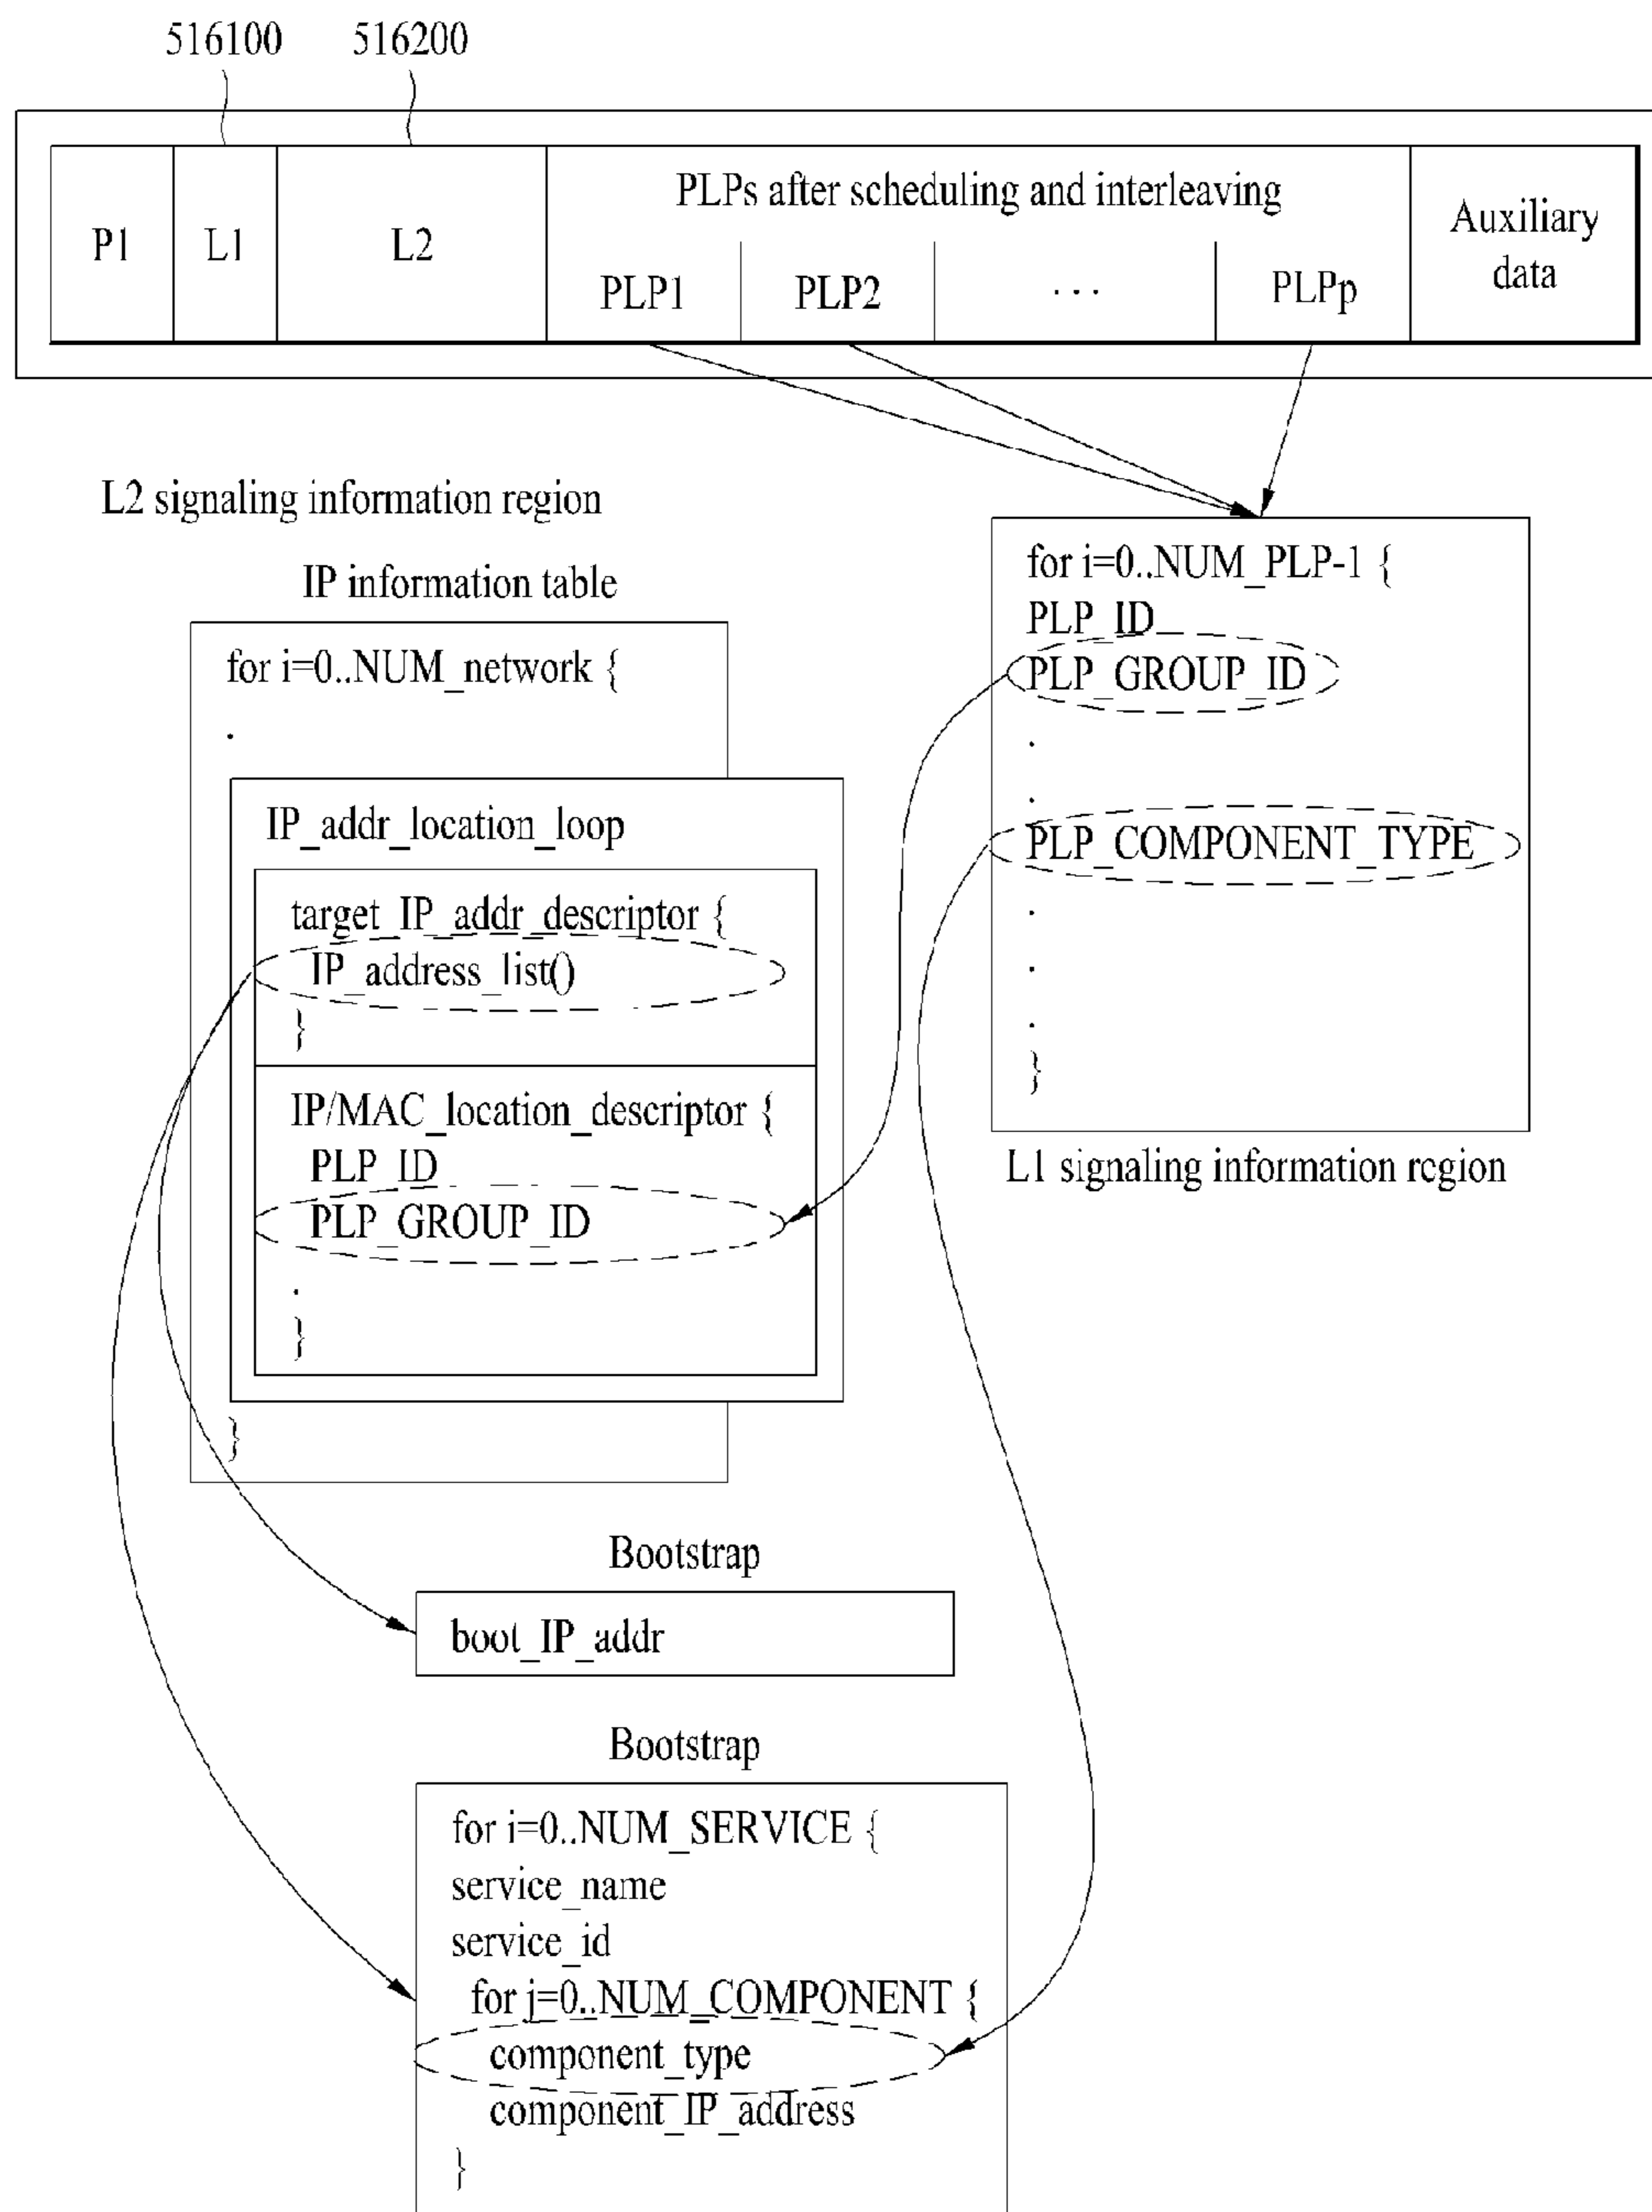 516100 516200
P1 L1 L2
PLPs after scheduling and interleaving
PLP1 PLP2 . . . PLPp
Auxiliary
data
L2 signaling information region
IP information table
for i=0..NUM_network {
.
IP_addr_location_loop
target_IP_addr_descriptor {
IP_address_list()
}
IP/MAC_location_descriptor {
PLP_ID
PLP_GROUP_ID
.
}
}
for i=0..NUM_PLP-1 {
PLP_ID
PLP_GROUP_ID
.
.
PLP_COMPONENT_TYPE
.
.
.
}
L1 signaling information region
Bootstrap
boot_IP_addr
Bootstrap
for i=0..NUM_SERVICE {
service_name
service_id
for j=0..NUM_COMPONENT {
component_type
component_IP_address
}